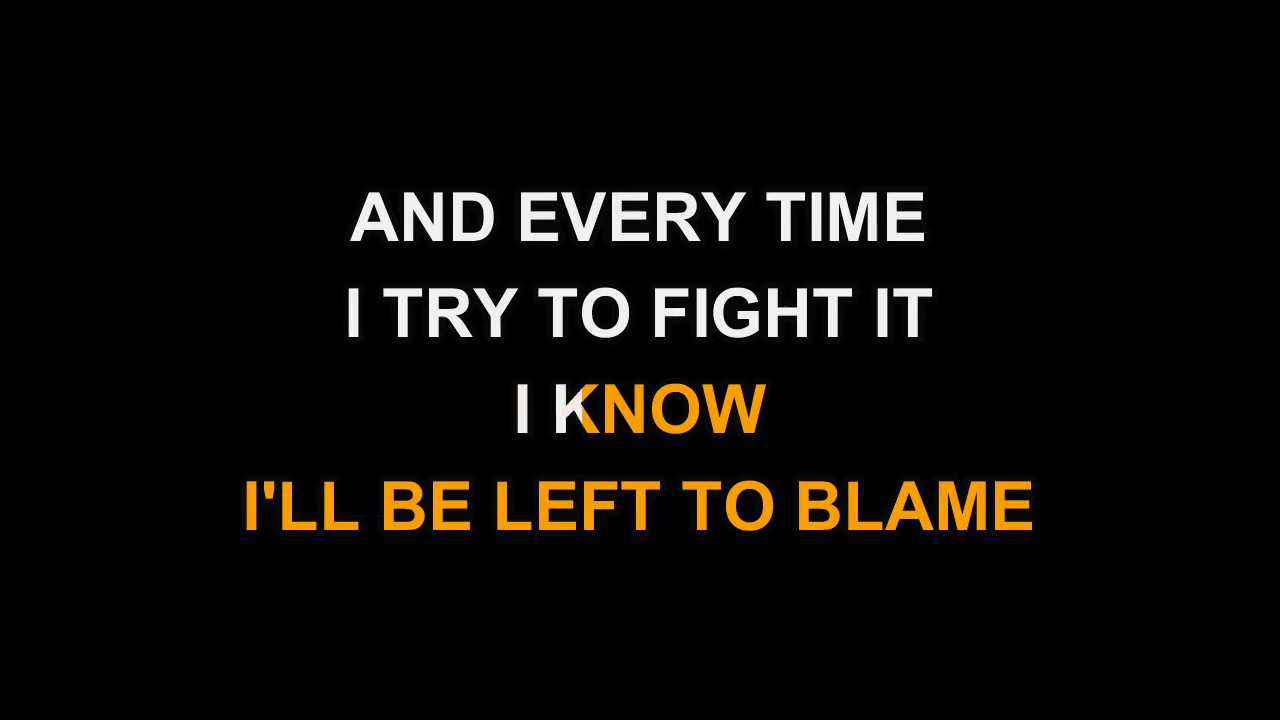 AND EVERY TIME
I TRY TO FIGHT IT
I KNOW
I'LL BE LEFT TO BLAME